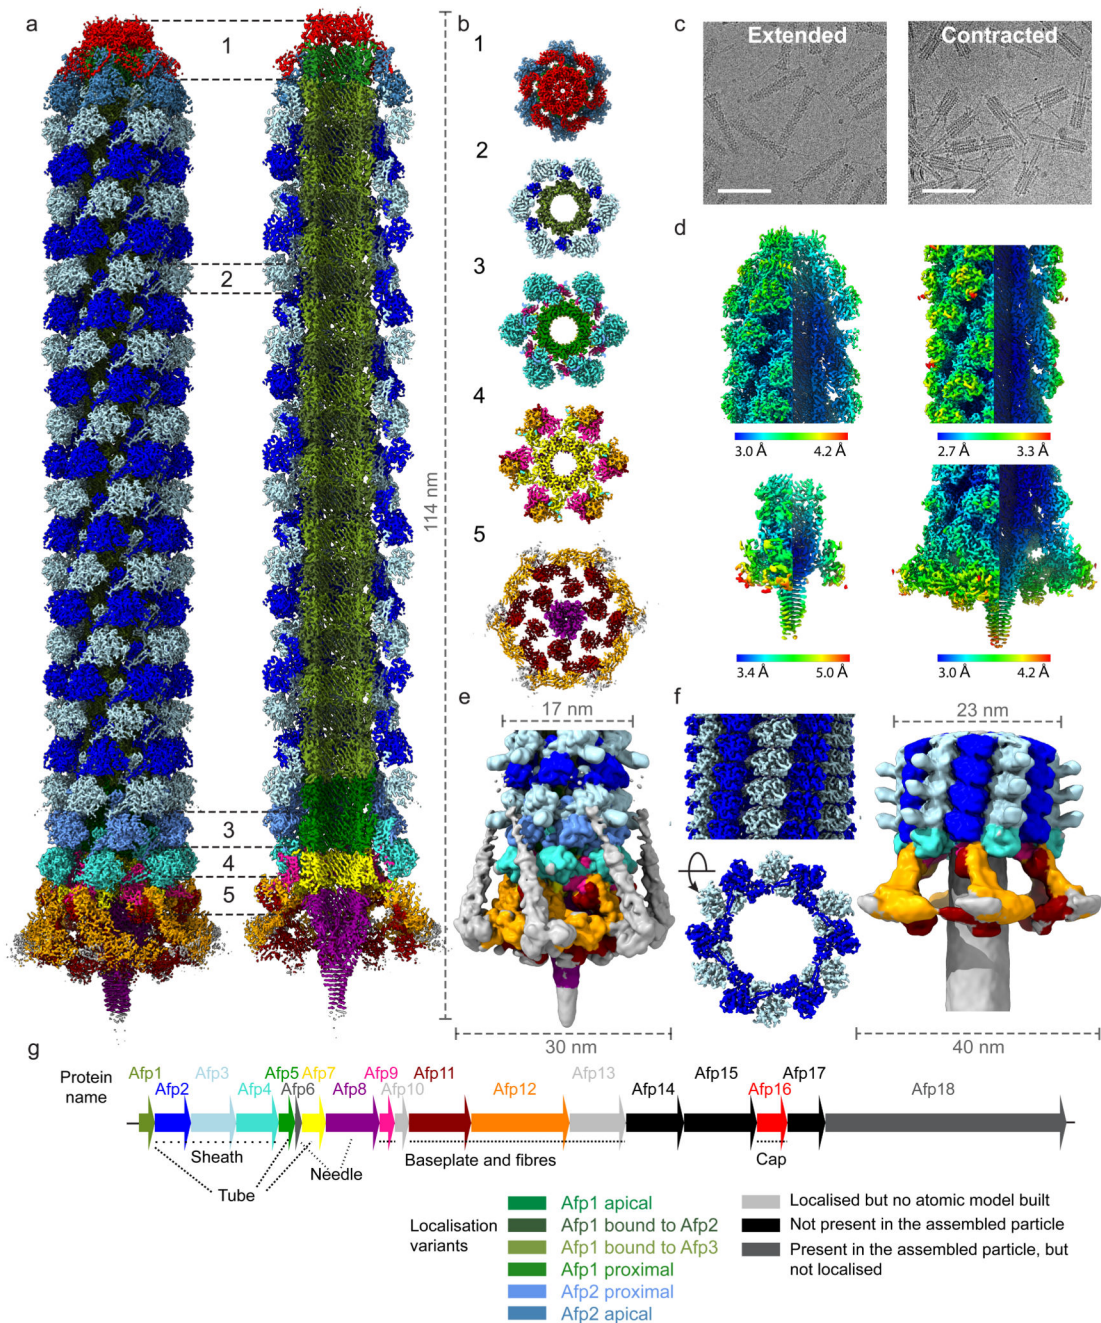 a
b
c
1
1
Extended
Contracted
2
2
3
d
4
114 nm
3.0 Å 4.2 Å
2.7 Å 3.3 Å
5
3.4 Å 5.0 Å
3.0 Å 4.2 Å
3
4
5
e
17 nm
f
23 nm
30 nm
40 nm
g
Protein name
Afp1 Afp3 Afp5 Afp7 Afp9 Afp11 Afp13 Afp15 Afp17
Afp2 Afp4 Afp6 Afp8 Afp10 Afp12 Afp14 Afp16 Afp18
Sheath
Needle
Baseplate and fibres
Cap
Tube
Localisation variants
Afp1 apical
Afp1 bound to Afp2
Afp1 bound to Afp3
Afp1 proximal
Afp2 proximal
Afp2 apical
Localised but no atomic model built
Not present in the assembled particle
Present in the assembled particle, but
not localised